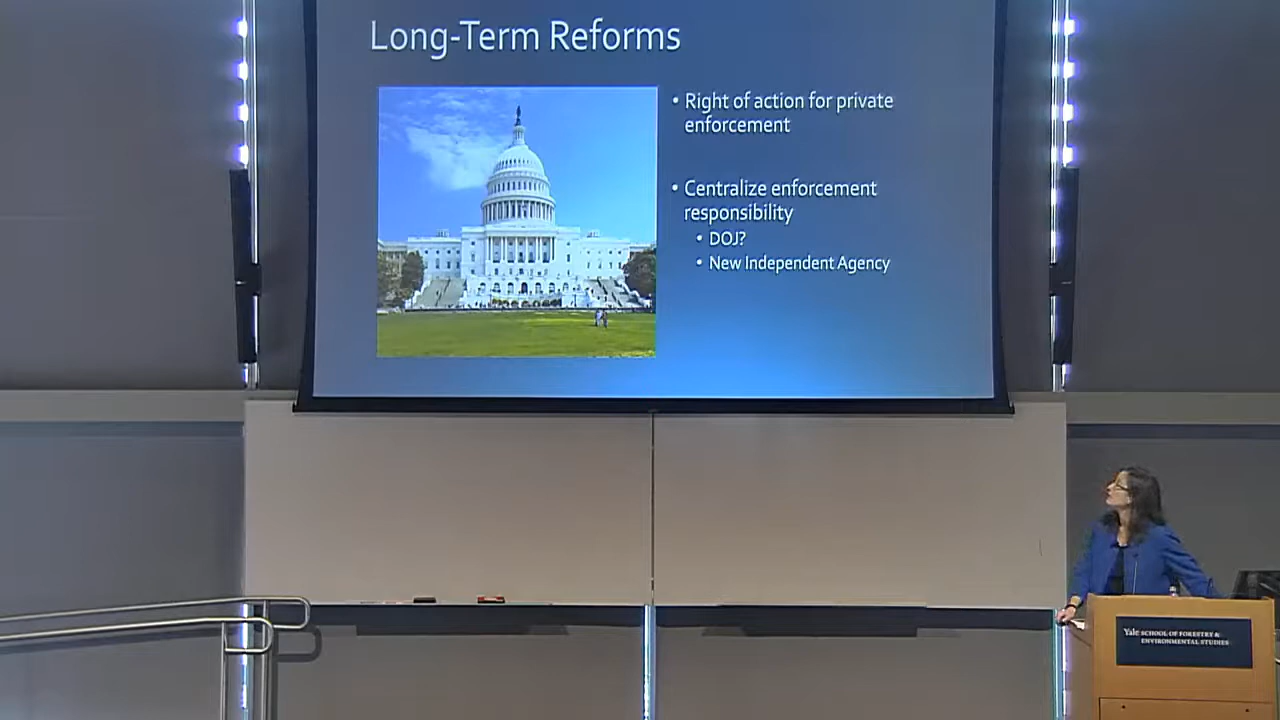 Long-Term Reforms
• Right of action for private
enforcement
• Centralize enforcement
responsibility
• DOJ?
• New Independent Agency
Yale SCHOOL OF FORESTRY &
ENVIRONMENTAL STUDIES